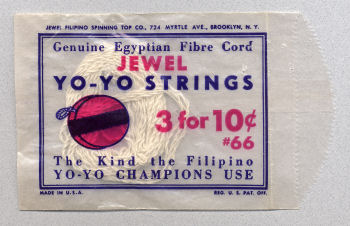 JEWEL FILIPINO SPINNING TOP CO., 724 MYRTLE AVE., BROOKLYN, N. Y.
Genuine Egyptian Fibre Cord
JEWEL
YO-YO STRINGS
3 for 10¢
#66
The Kind the Filipino
YO-YO CHAMPIONS USE
MADE IN U.S.A.
REG. U. S. PAT. OFF.